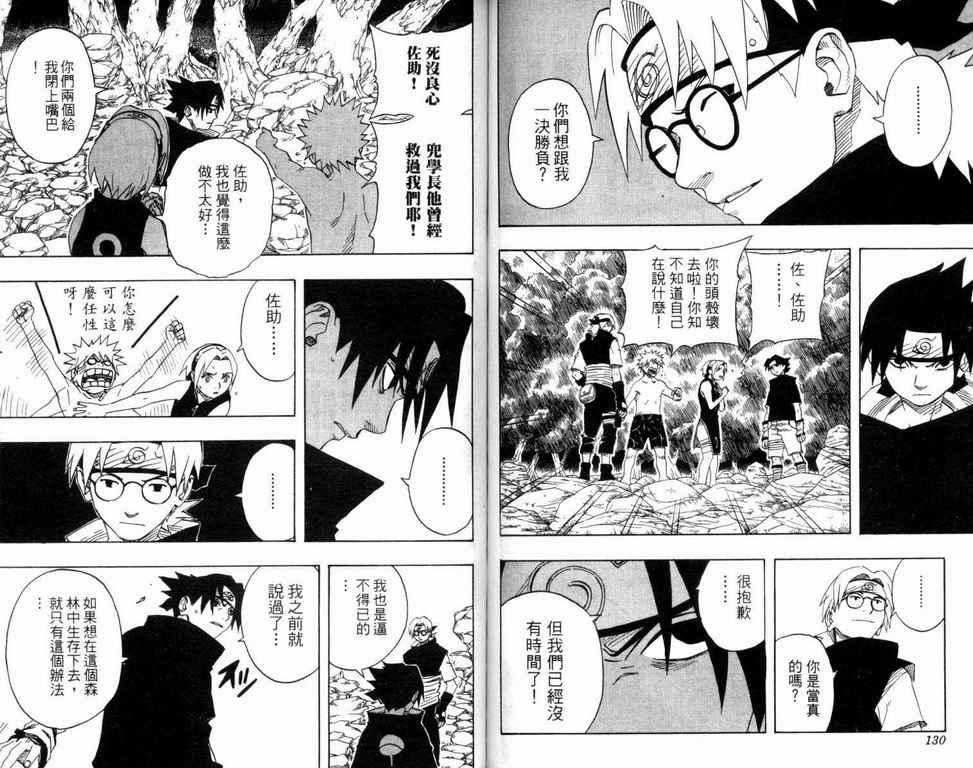 ………
你們想跟我
一決勝負？
佐、佐助
……！
你的頭殼壞
去啦！你知
不知道自己
在說什麼！
………
你是當真
的嗎？
很抱歉
……
但我們已經沒
有時間了！
130
死沒良心
佐助！
兜學長他曾經
救過我們耶！
你們兩個給
我閉上嘴巴
！
佐助，
我也覺得這麼
做不太好…
佐助
……
你怎麼
可以這
麼任性
呀！
………
………
我也是逼
不得已的
…
我之前就
說過了…
如果想在這個森
林中生存下去，
就只有這個辦法
…